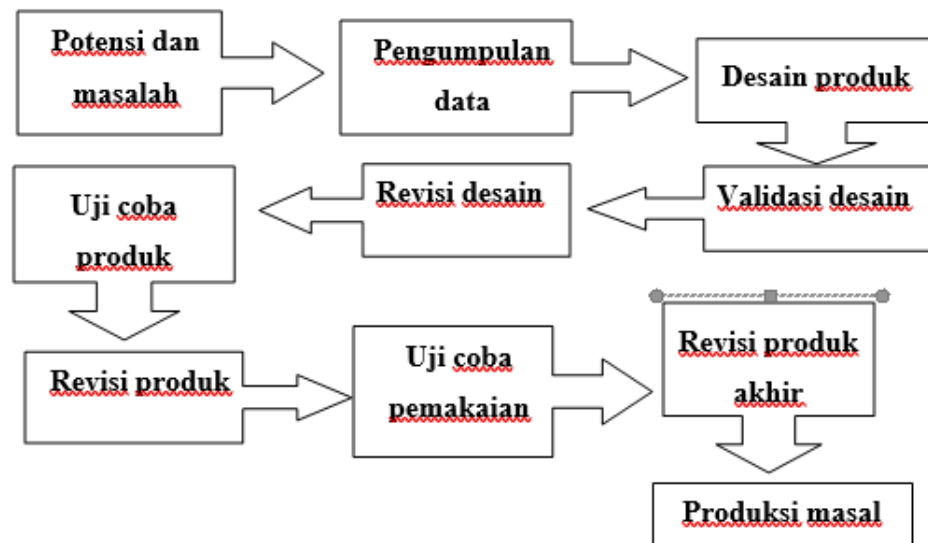 Potensi dan
masalah
Pengumpulan
data
Desain produk
Validasi desain
Revisi desain
Uji coba
produk
Revisi produk
Uji coba
pemakaian
Revisi produk
akhir
Produksi masal